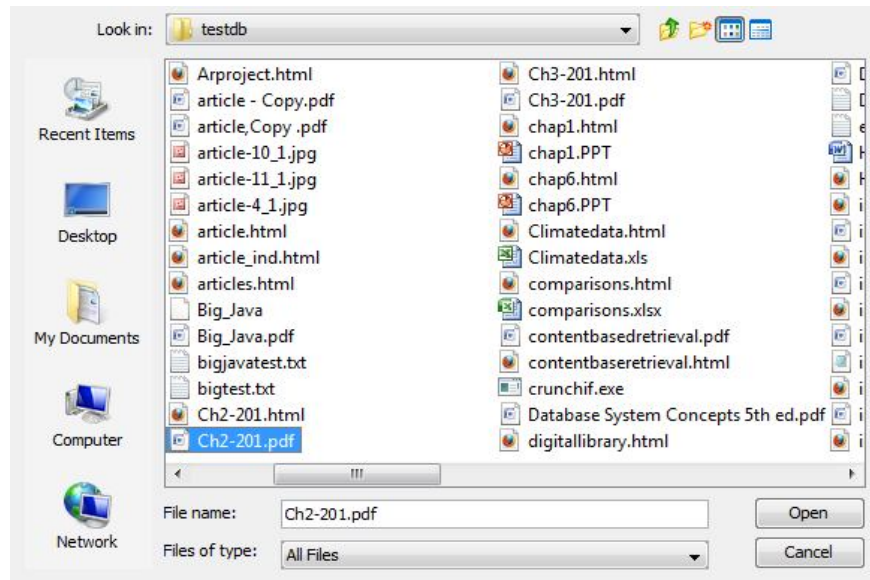 Look in: testdb
Recent Items
Desktop
My Documents
Computer
Network
Arproject.html
article - Copy.pdf
article,Copy .pdf
article-10_1.jpg
article-11_1.jpg
article-4_1.jpg
article.html
article_ind.html
articles.html
Big_Java
Big_Java.pdf
bigjavatest.txt
bigtest.txt
Ch2-201.html
Ch2-201.pdf
Ch3-201.html
Ch3-201.pdf
chap1.html
chap1.PPT
chap6.html
chap6.PPT
Climatedata.html
Climatedata.xls
comparisons.html
comparisons.xlsx
contentbasedretrieval.pdf
contentbaseretrieval.html
crunchif.exe
Database System Concepts 5th ed.pdf
digitallibrary.html
File name: Ch2-201.pdf Open
Files of type: All Files Cancel